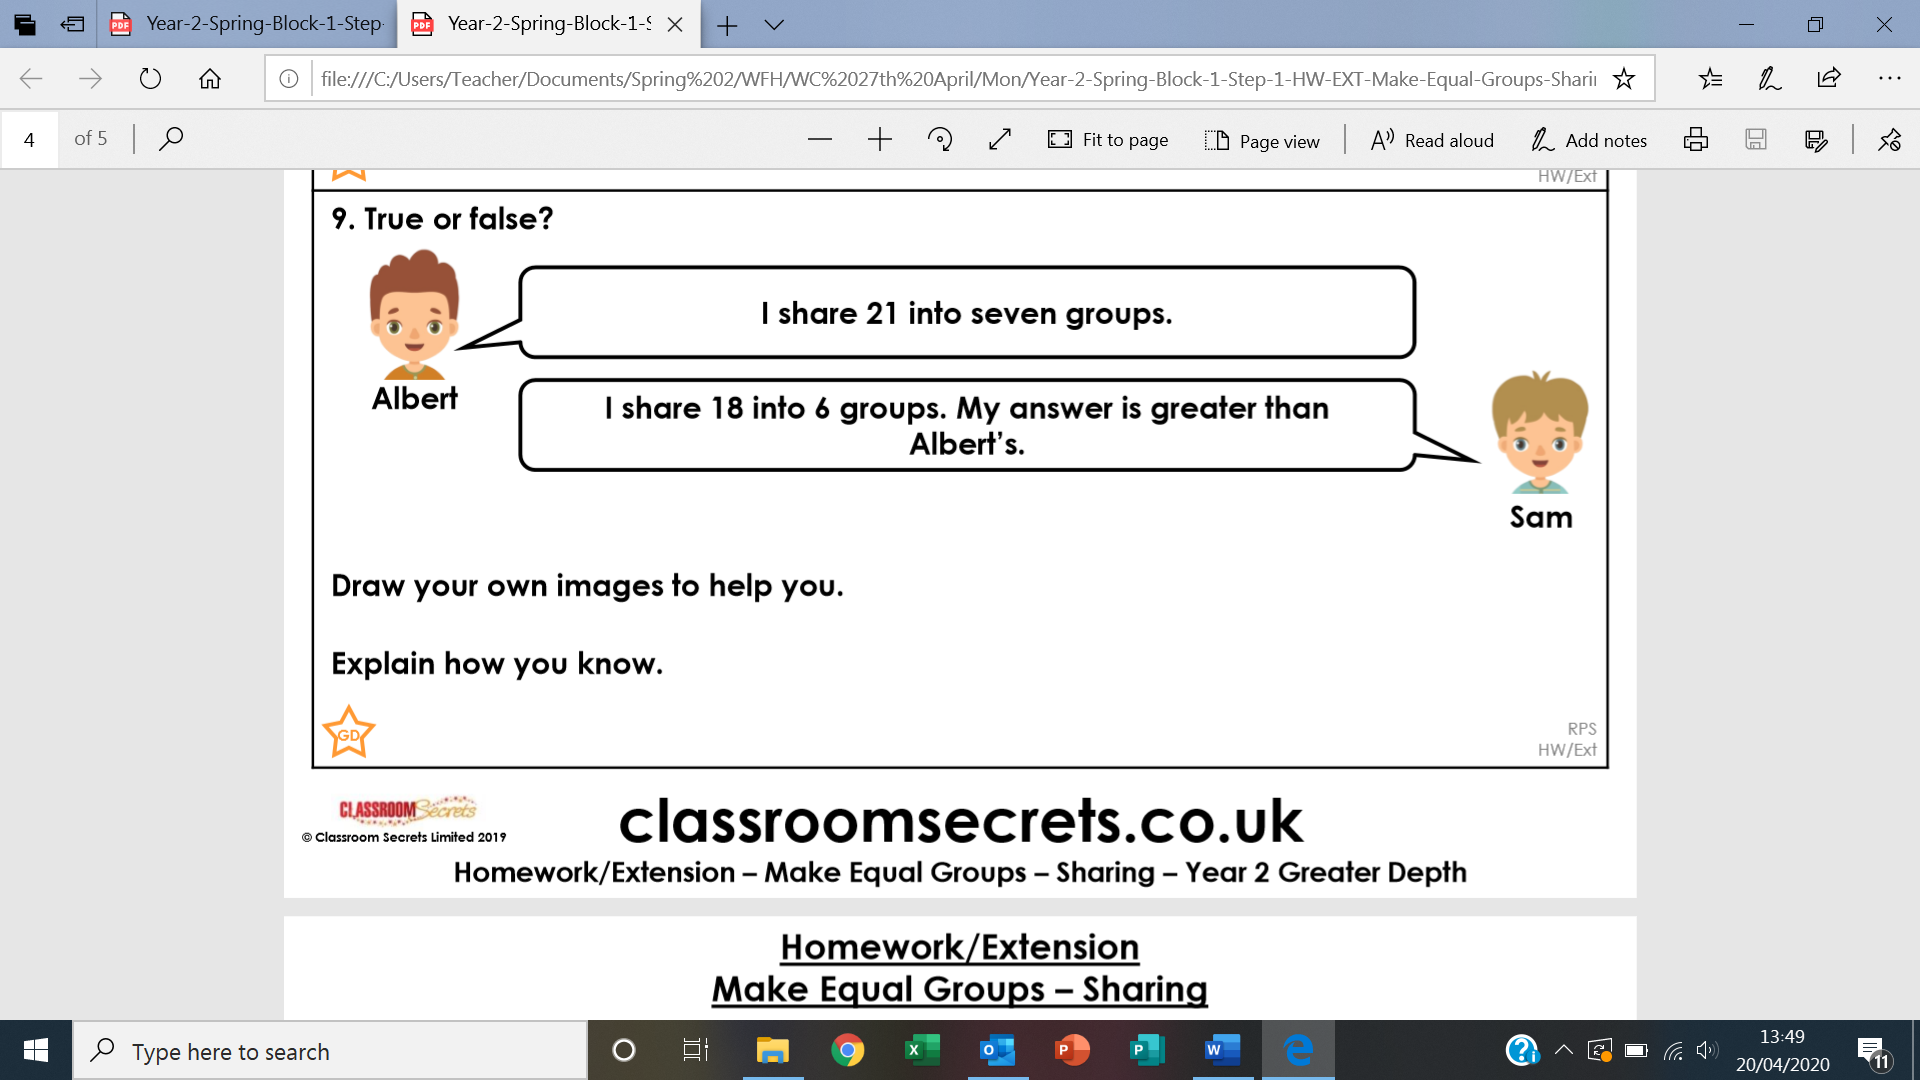 Year-2-Spring-Block-1-Step-
Year-2-Spring-Block-1-S
file:///C:/Users/Teacher/Documents/Spring%202/WFH/WC%2027th%20April/Mon/Year-2-Spring-Block-1-Step-1-HW-EXT-Make-Equal-Groups-Sharin
4 of 5
Fit to page
Page view
Read aloud
Add notes
HW/Ext
9. True or false?
I share 21 into seven groups.
Albert
I share 18 into 6 groups. My answer is greater than
Albert's.
Sam
Draw your own images to help you.
Explain how you know.
GD
RPS
HW/Ext
CLASSROOM Secrets
© Classroom Secrets Limited 2019
classroomsecrets.co.uk
Homework/Extension – Make Equal Groups – Sharing – Year 2 Greater Depth
Homework/Extension
Make Equal Groups – Sharing
Type here to search
13:49
20/04/2020
11